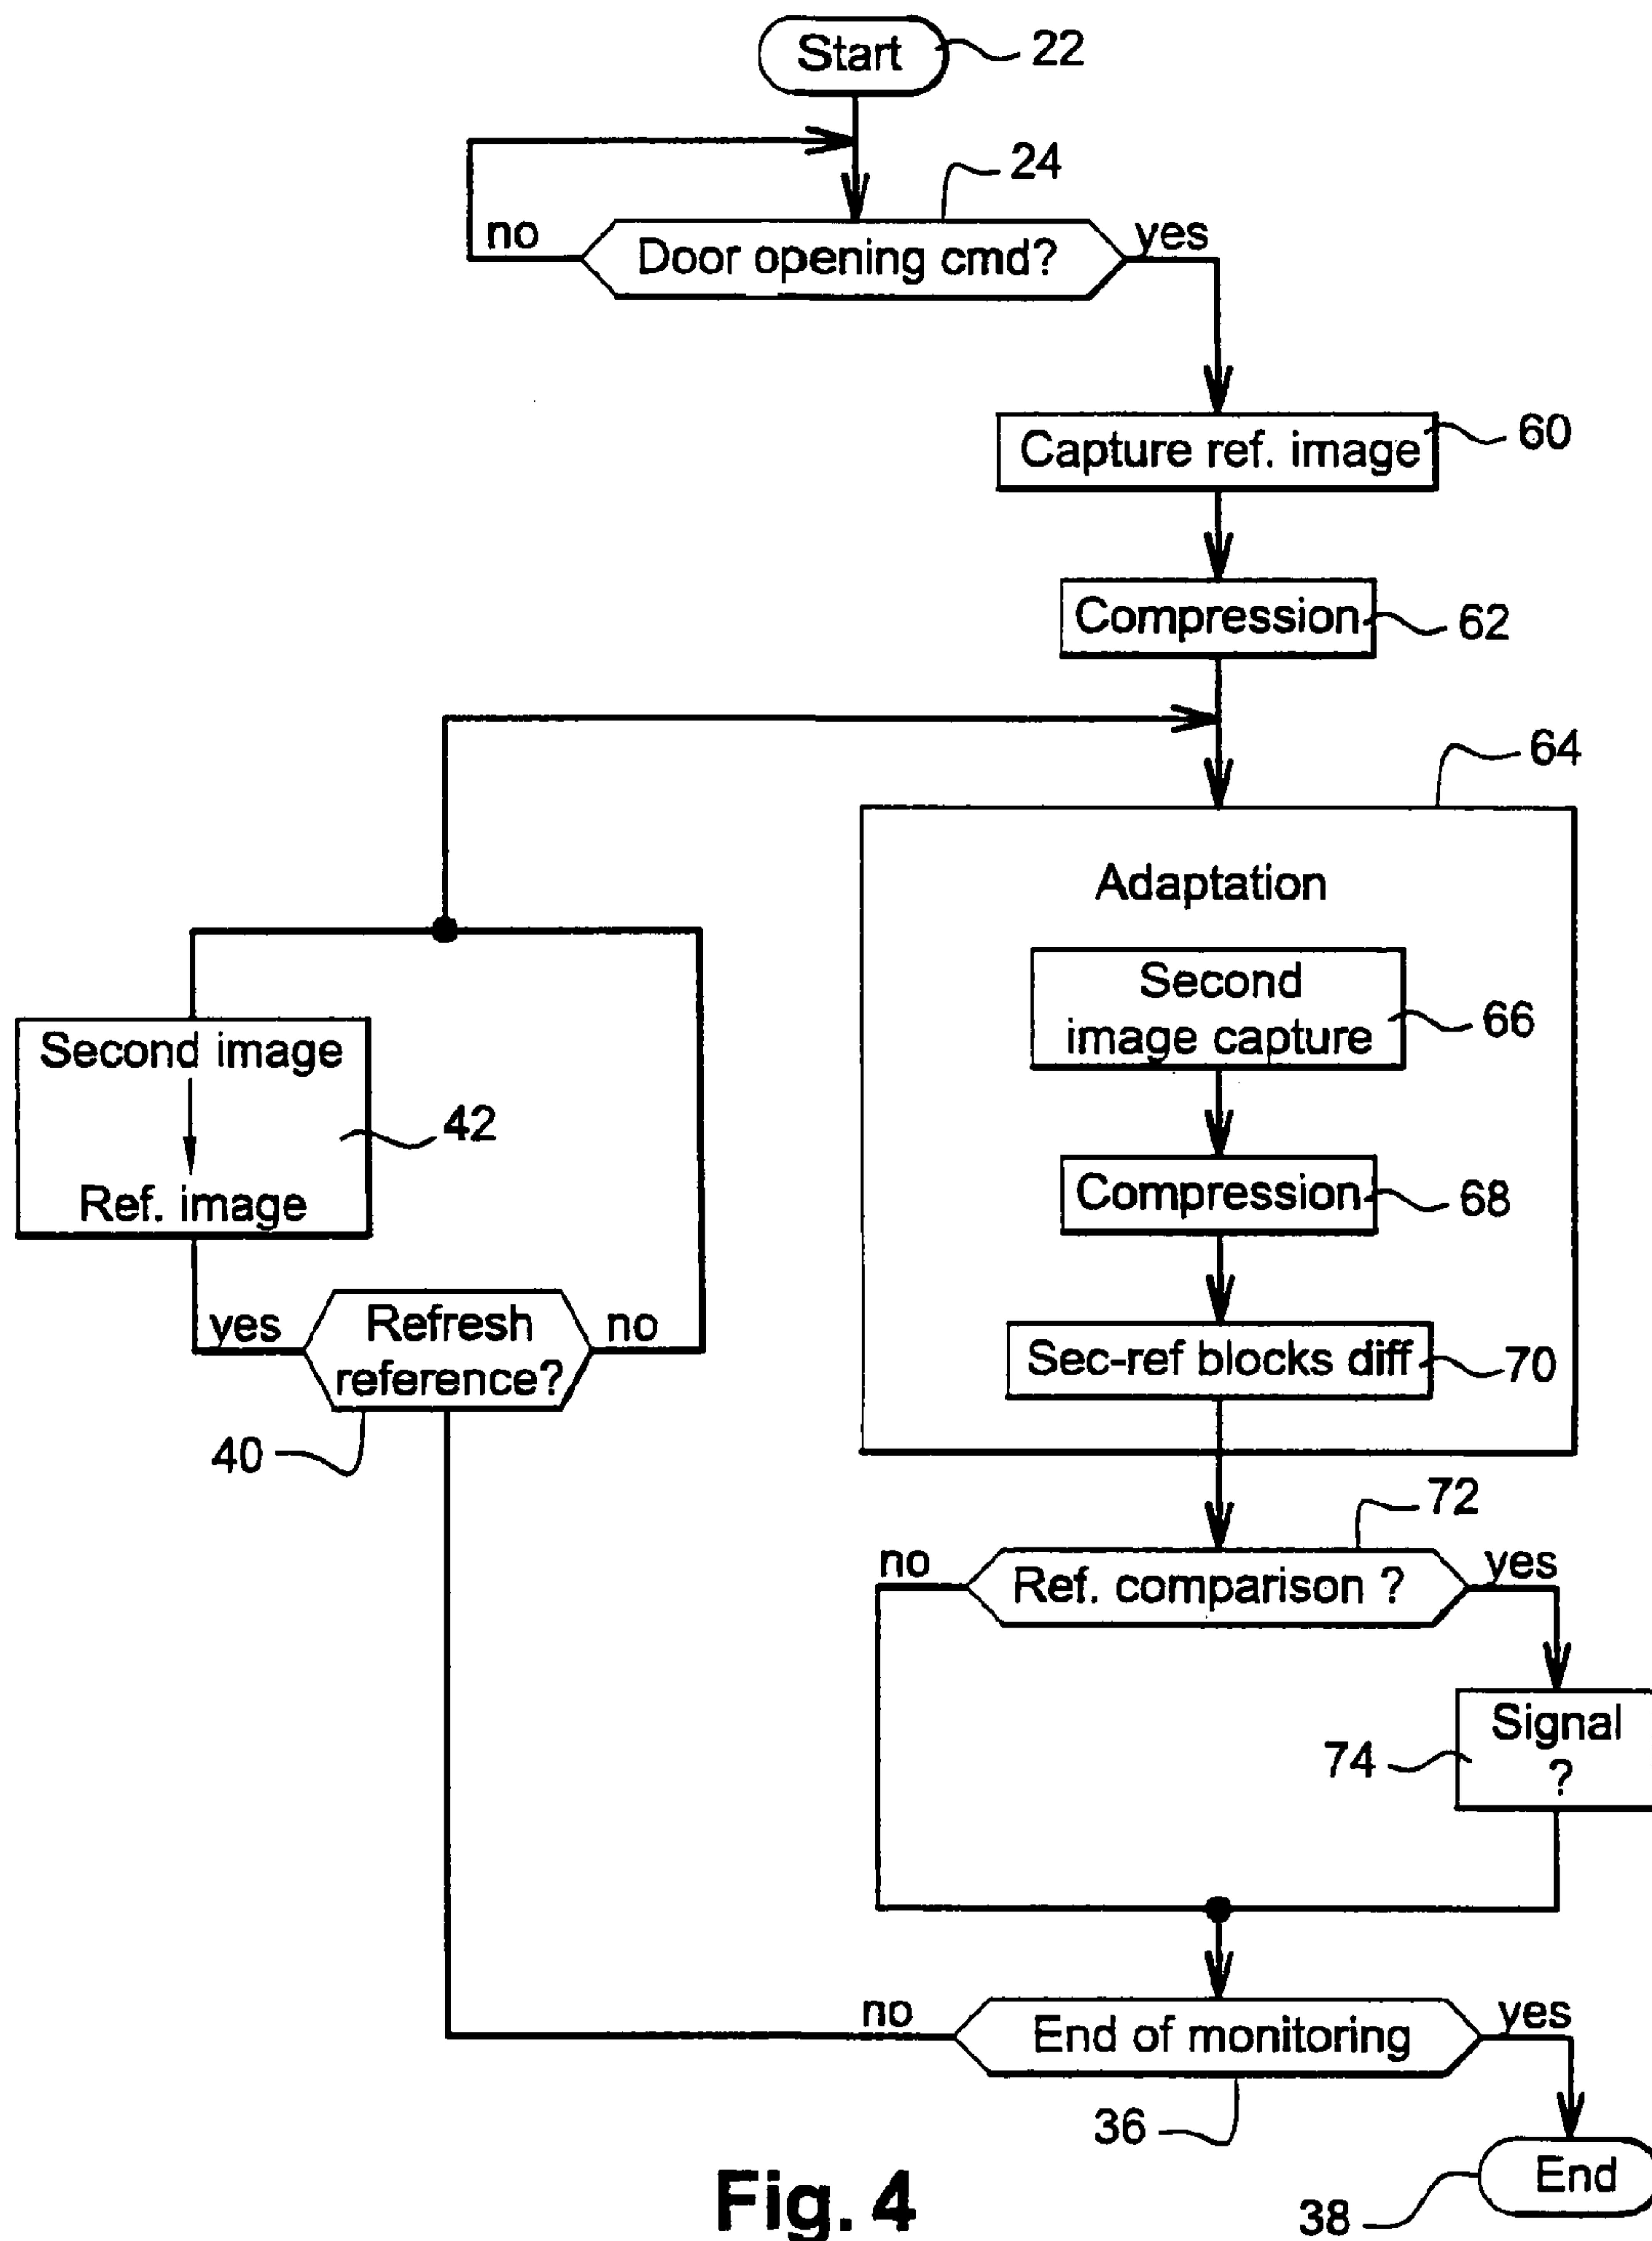 Start
22
24
no
Door opening cmd?
yes
Capture ref. image
60
Compression
62
64
Adaptation
Second
image capture
66
Second image
Ref. image
42
Compression
68
yes
Refresh
reference?
no
Sec-ref blocks diff
70
40
72
no
Ref. comparison ?
yes
Signal
?
74
no
End of monitoring
yes
36
End
38
Fig. 4